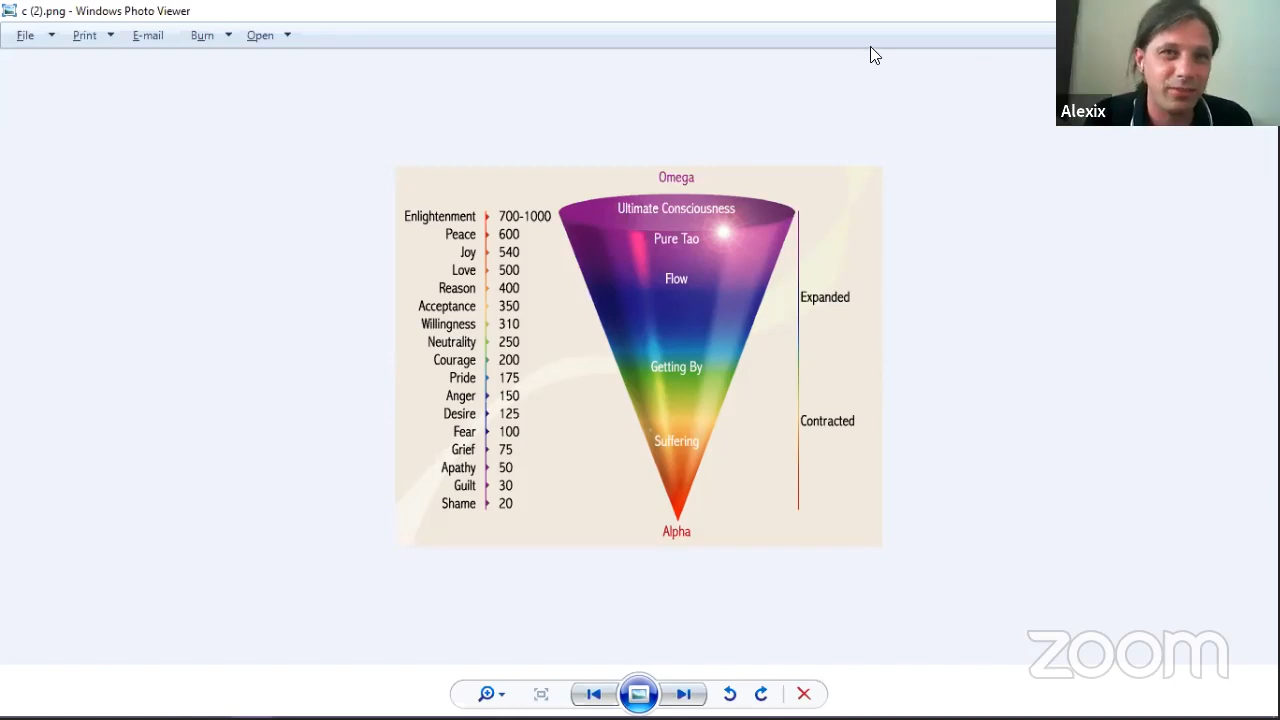 c (2).png - Windows Photo Viewer
File Print E-mail Burn Open
Alexix
Omega
Ultimate Consciousness
Pure Tao
Flow
Getting By
Suffering
Alpha
Enlightenment 700-1000
Peace 600
Joy 540
Love 500
Reason 400
Acceptance 350
Willingness 310
Neutrality 250
Courage 200
Pride 175
Anger 150
Desire 125
Fear 100
Grief 75
Apathy 50
Guilt 30
Shame 20
Expanded
Contracted
zoom